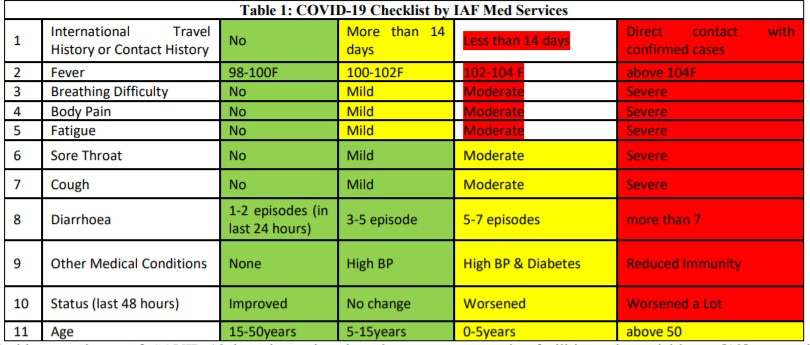 Table 1: COVID-19 Checklist by IAF Med Services
1 International Travel History or Contact History No More than 14 days Less than 14 days Direct contact with confirmed cases
2 Fever 98-100F 100-102F 102-104 F above 104F
3 Breathing Difficulty No Mild Moderate Severe
4 Body Pain No Mild Moderate Severe
5 Fatigue No Mild Moderate Severe
6 Sore Throat No Mild Moderate Severe
7 Cough No Mild Moderate Severe
8 Diarrhoea 1-2 episodes (in last 24 hours) 3-5 episode 5-7 episodes more than 7
9 Other Medical Conditions None High BP High BP & Diabetes Reduced Immunity
10 Status (last 48 hours) Improved No change Worsened Worsened a Lot
11 Age 15-50years 5-15years 0-5years above 50